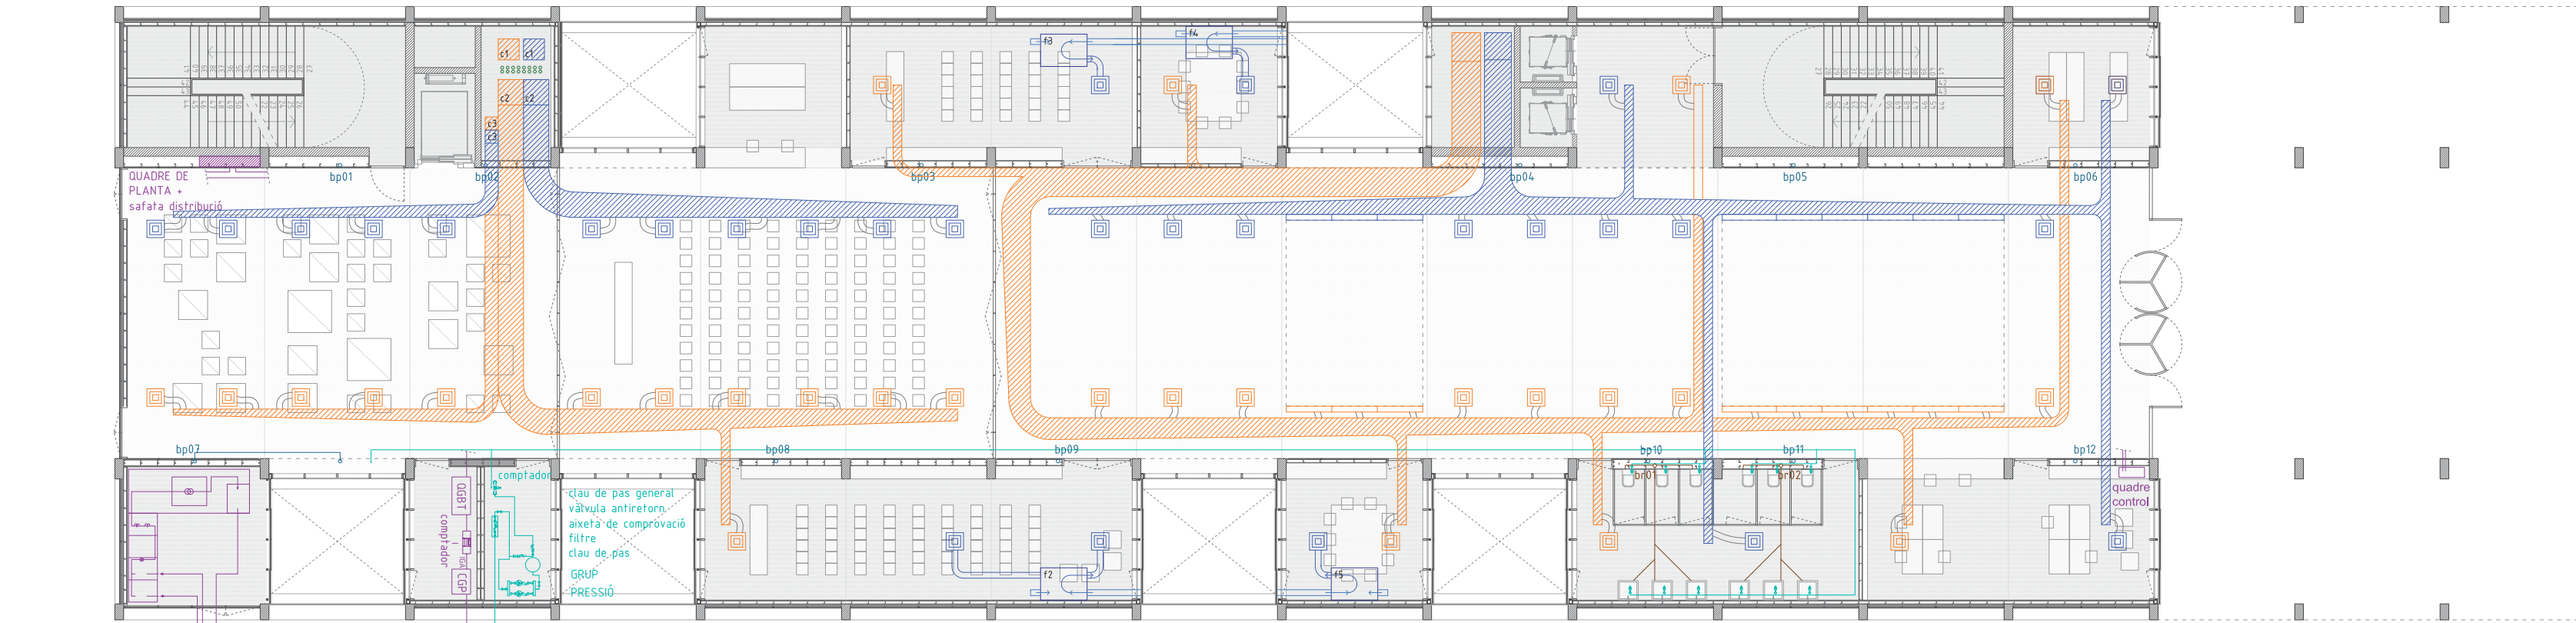 c1
c1
f3
f4
c2
c2
c3
c3
QUADRE DE
PLANTA +
safata distribució
bp01
bp02
bp03
bp04
bp05
bp06
bp07
bp08
bp09
bp10
bp11
bp12
br01
br02
comptador
QGBT
comptador
CGP
clau de pas general
vàlvula antiretorn
aixeta de comprovació
filtre
clau de pas
GRUP
PRESSIÓ
f2
f5
quadre
control